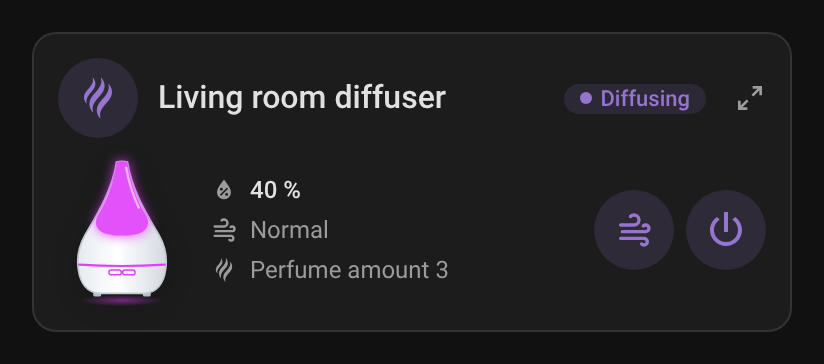 Living room diffuser
Diffusing
40 %
Normal
Perfume amount 3